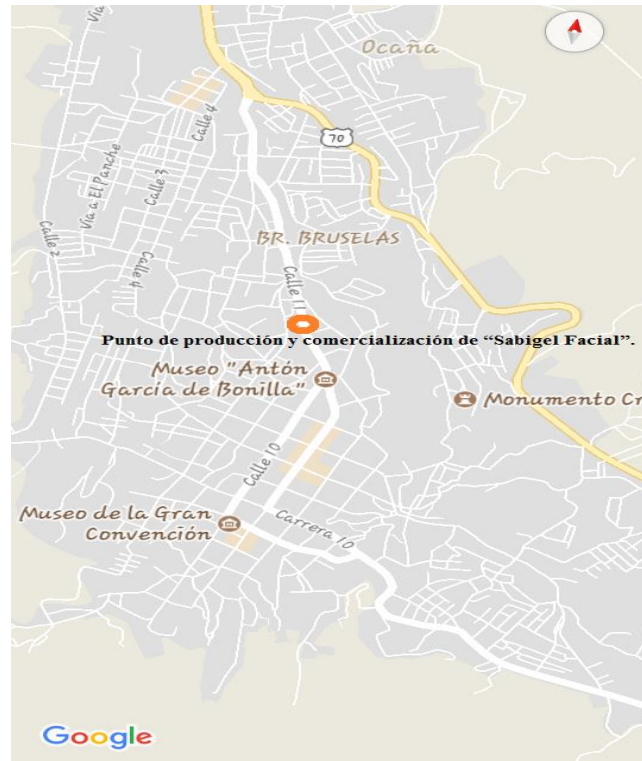 Ocaña
70
Calle 4
Vía a El Panche
Calle 3
Calle 2
Calle 4
BR. BRUSELAS
Calle 11
Punto de producción y comercialización de “Sabigel Facial”.
Museo "Antón
García de Bonilla"
Monumento Cr
Calle 10
Museo de la Gran
Convención
Carrera 10
Google